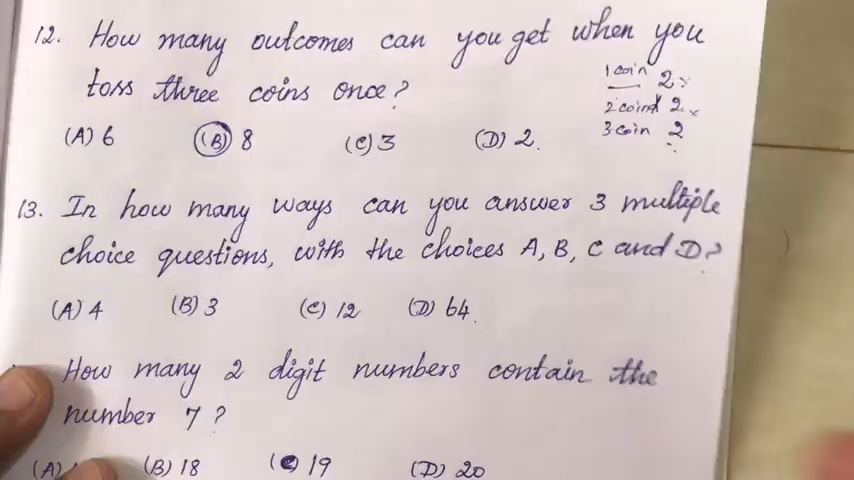 12. How many outcomes can you get when you
toss three coins once?
1 coin 2 x
2 coins 2 x
3 coin 2
(A) 6 (B) 8 (C) 3 (D) 2.
13. In how many ways can you answer 3 multiple
choice questions, with the choices A, B, C and D?
(A) 4 (B) 3 (C) 12 (D) 64.
How many 2 digit numbers contain the
number 7?
(A) (B) 18 (C) 19 (D) 20